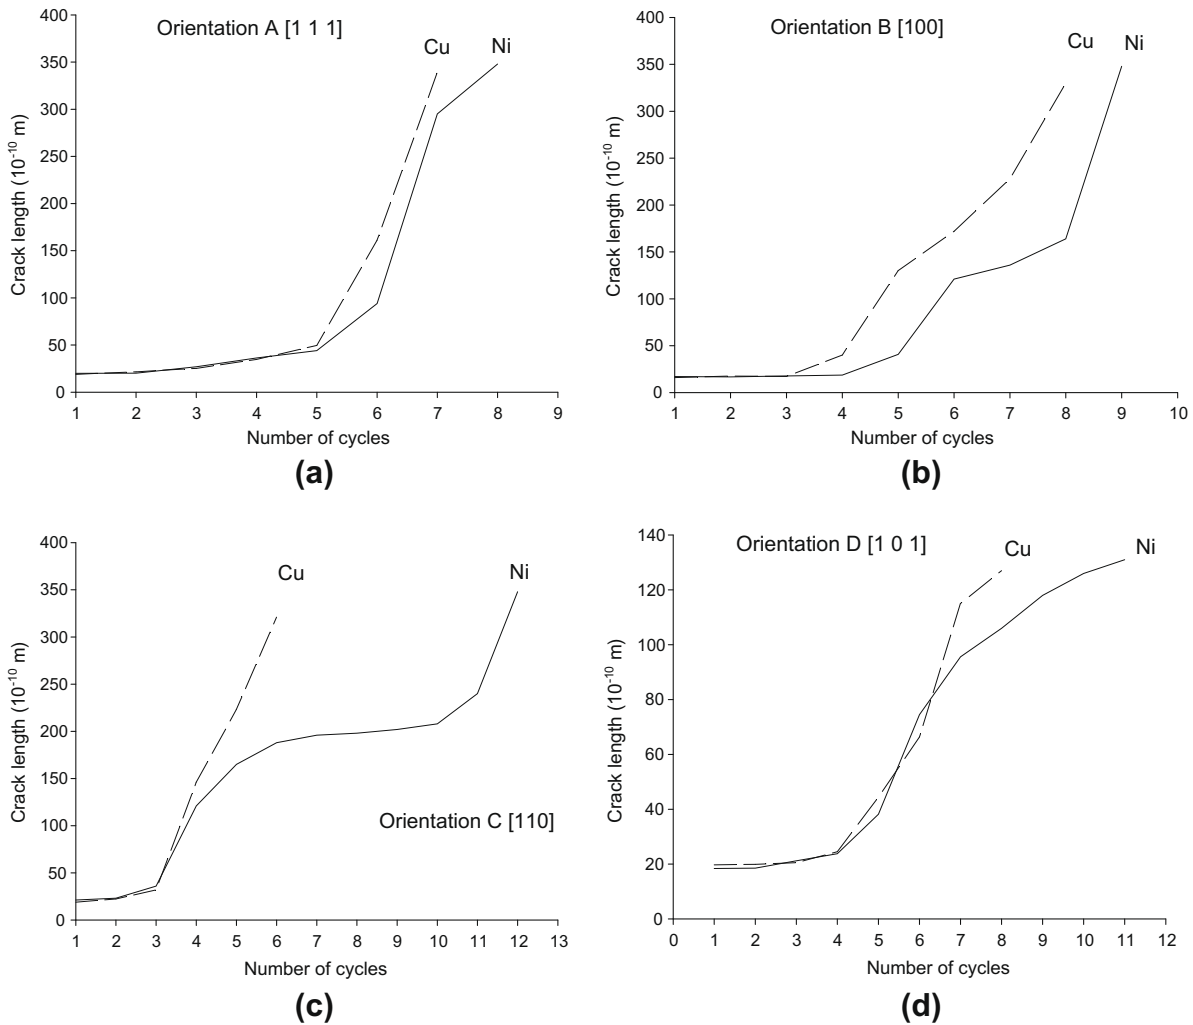 Orientation A [1 1 1]
Cu
Ni
400
350
300
250
200
150
100
50
0
Crack length (10-10 m)
1 2 3 4 5 6 7 8 9
Number of cycles
(a)
Orientation B [100]
Cu
Ni
400
350
300
250
200
150
100
50
0
Crack length (10-10 m)
1 2 3 4 5 6 7 8 9 10
Number of cycles
(b)
Cu
Ni
400
350
300
250
200
150
100
50
0
Crack length (10-10 m)
Orientation C [110]
1 2 3 4 5 6 7 8 9 10 11 12 13
Number of cycles
(c)
Orientation D [1 0 1]
Cu
Ni
140
120
100
80
60
40
20
0
Crack length (10-10 m)
0 1 2 3 4 5 6 7 8 9 10 11 12
Number of cycles
(d)